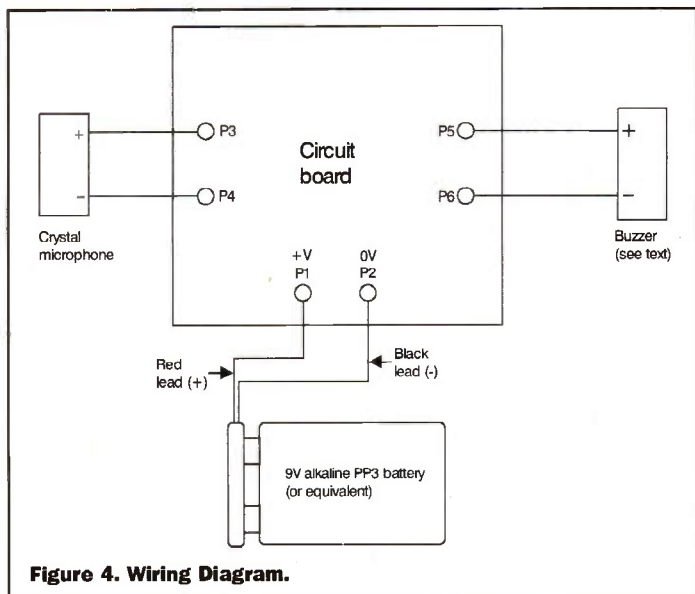 + P3 P5 +
Circuit
board
- P4 P6 -
Crystal
microphone
Buzzer
(see text)
+V 0V
P1 P2
Red
lead (+)
Black
lead (-)
9V alkaline PP3 battery
(or equivalent)
Figure 4. Wiring Diagram.